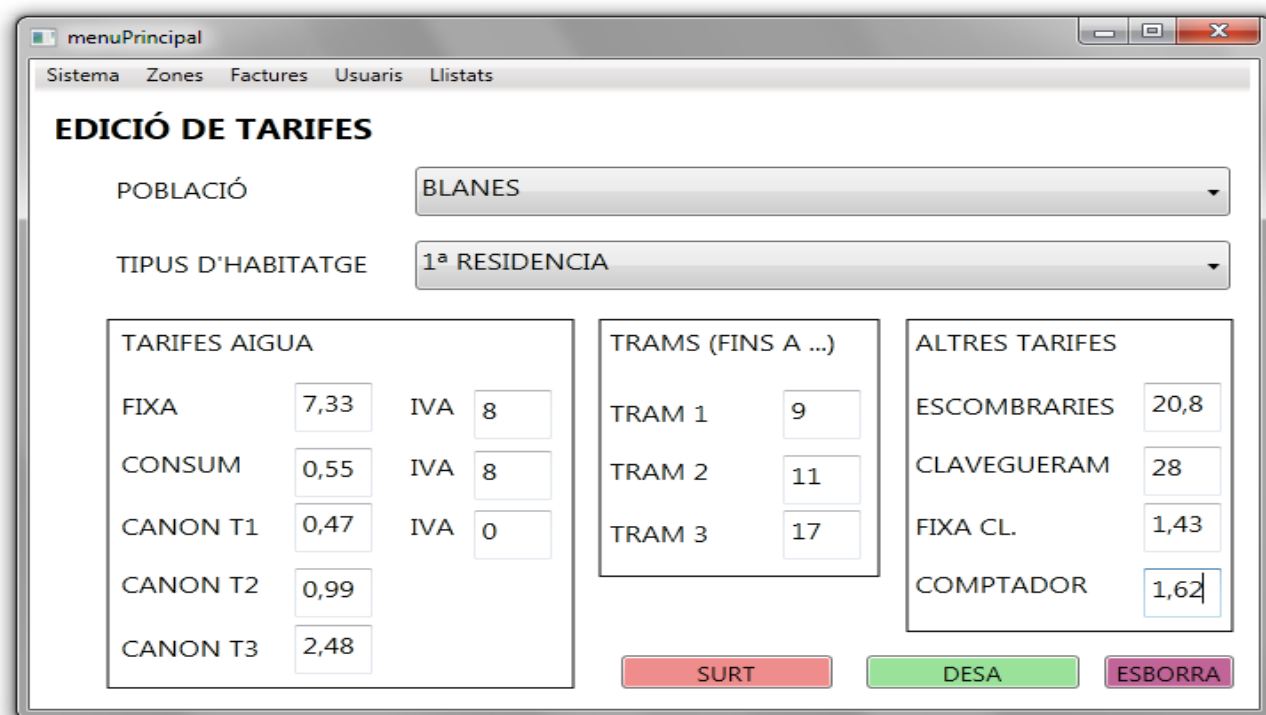 menuPrincipal
Sistema Zones Factures Usuaris Llistats
EDICIÓ DE TARIFES
POBLACIÓ BLANES
TIPUS D'HABITATGE 1ª RESIDENCIA
TARIFES AIGUA
FIXA 7,33 IVA 8
CONSUM 0,55 IVA 8
CANON T1 0,47 IVA 0
CANON T2 0,99
CANON T3 2,48
TRAMS (FINS A ...)
TRAM 1 9
TRAM 2 11
TRAM 3 17
ALTRES TARIFES
ESCOMBRARIES 20,8
CLAVEGUERAM 28
FIXA CL. 1,43
COMPTADOR 1,62
SURT DESA ESBORRA